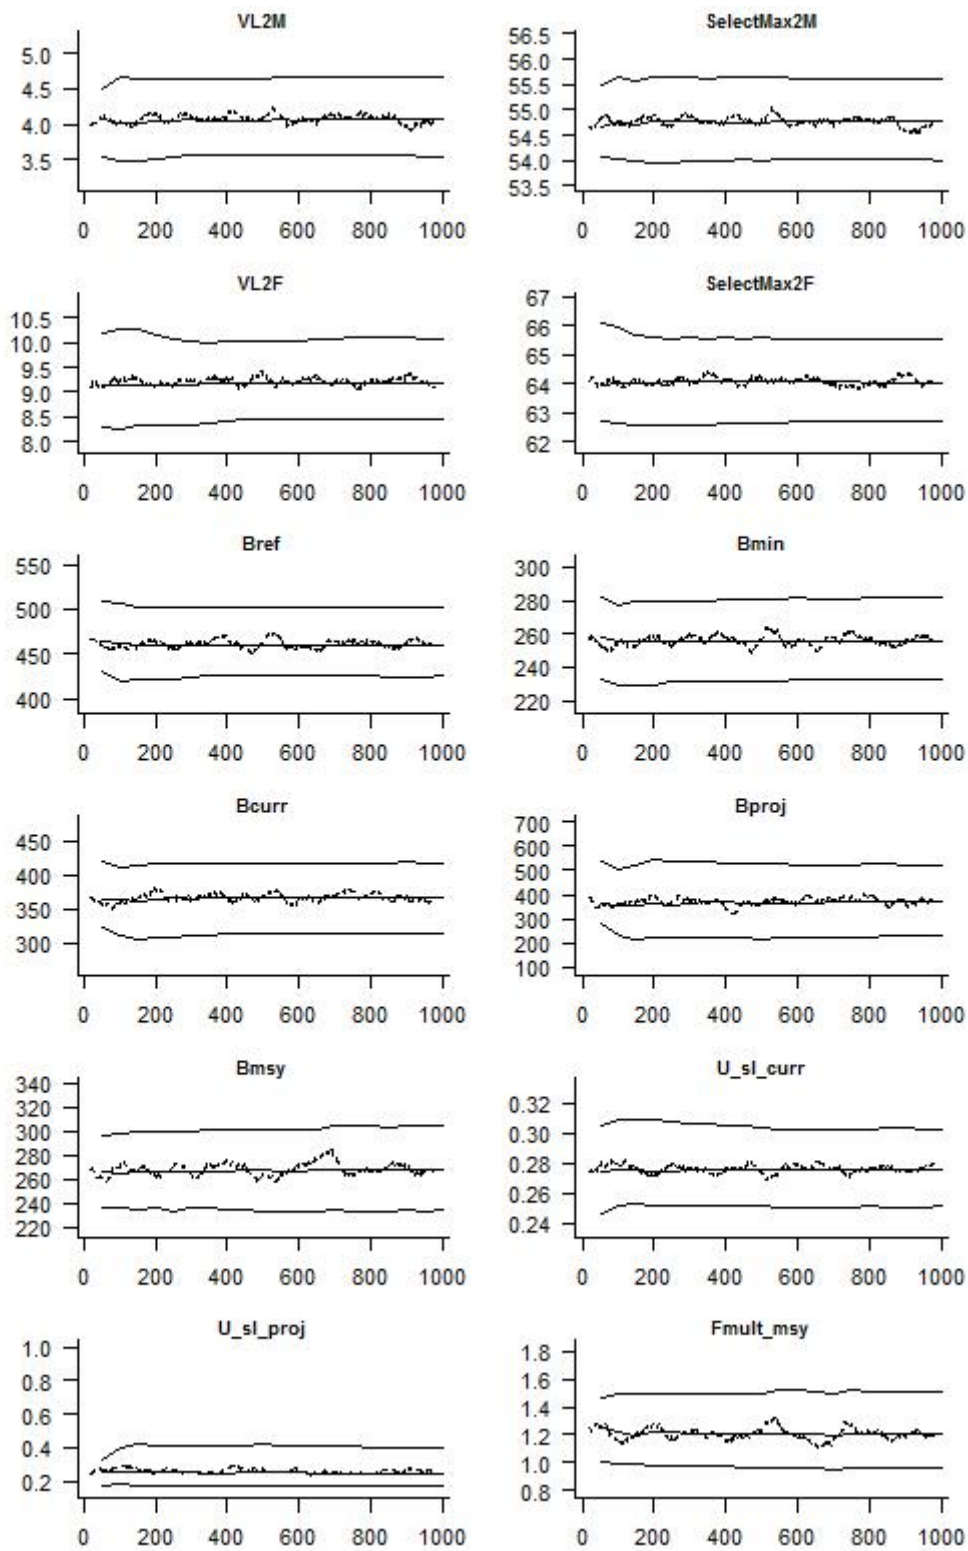 VL2M SelectMax2M
5.0 4.5 4.0 3.5
56.5 56.0 55.5 55.0 54.5 54.0 53.5
0 200 400 600 800 1000 0 200 400 600 800 1000
VL2F SelectMax2F
10.5 10.0 9.5 9.0 8.5 8.0
67 66 65 64 63 62
0 200 400 600 800 1000 0 200 400 600 800 1000
Bref Bmin
550 500 450 400
300 280 260 240 220
0 200 400 600 800 1000 0 200 400 600 800 1000
Bcurr Bproj
450 400 350 300
700 600 500 400 300 200 100
0 200 400 600 800 1000 0 200 400 600 800 1000
Bmsy U_sl_curr
340 320 300 280 260 240 220
0.32 0.30 0.28 0.26 0.24
0 200 400 600 800 1000 0 200 400 600 800 1000
U_sl_proj Fmult_msy
1.0 0.8 0.6 0.4 0.2
1.8 1.6 1.4 1.2 1.0 0.8
0 200 400 600 800 1000 0 200 400 600 800 1000